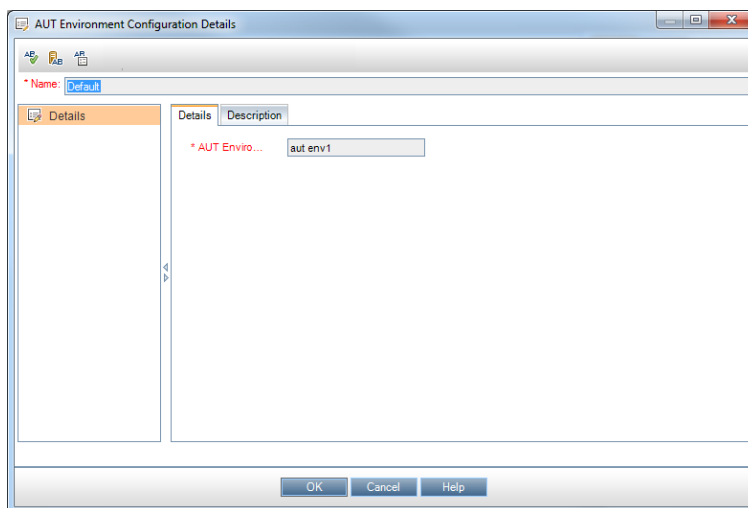 AUT Environment Configuration Details
* Name: Default
Details
Details Description
* AUT Enviro... aut env1
OK Cancel Help